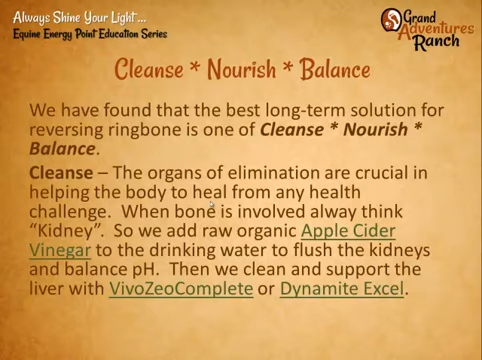 Always Shine Your Light...
Equine Energy Point Education Series
Grand
Adventures
Ranch
Cleanse * Nourish * Balance
We have found that the best long-term solution for
reversing ringbone is one of Cleanse * Nourish *
Balance.
Cleanse – The organs of elimination are crucial in
helping the body to heal from any health
challenge. When bone is involved alway think
“Kidney”. So we add raw organic Apple Cider
Vinegar to the drinking water to flush the kidneys
and balance pH. Then we clean and support the
liver with VivoZeoComplete or Dynamite Excel.